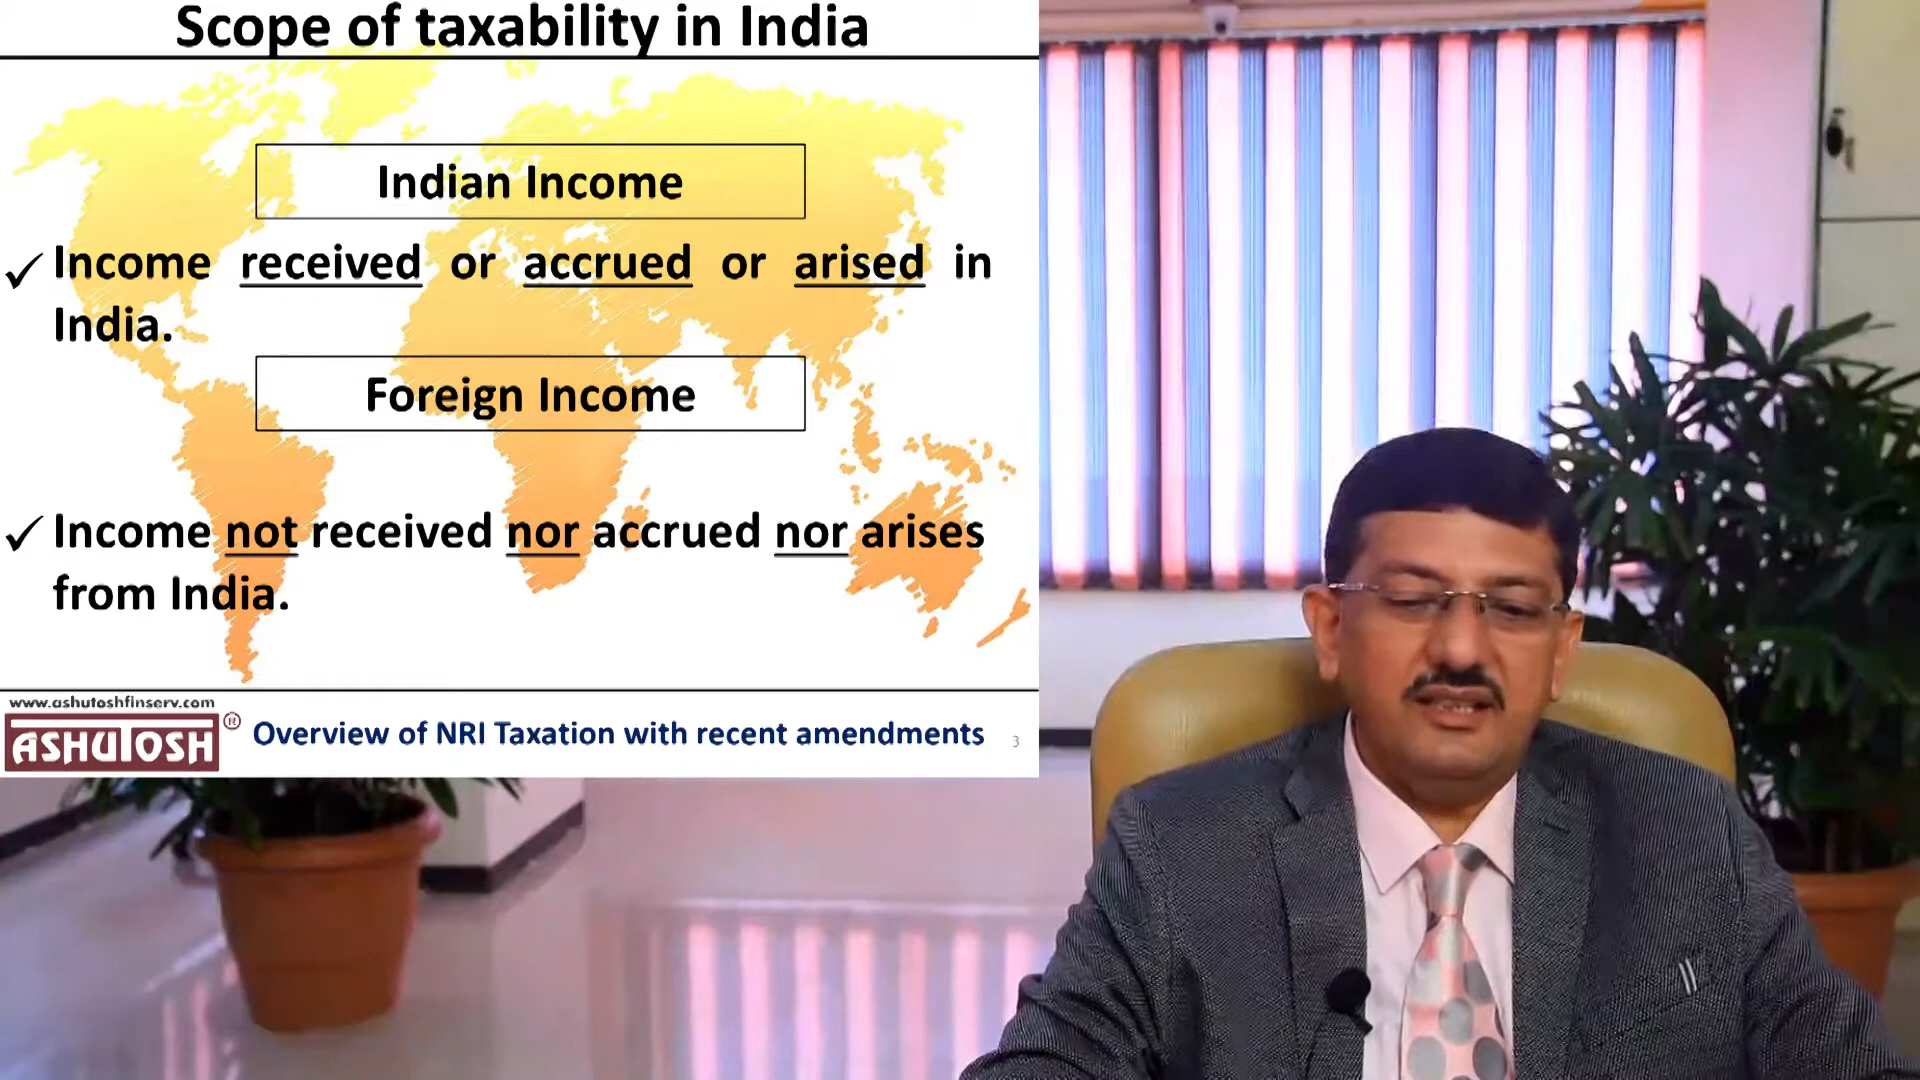 Scope of taxability in India
Indian Income
✓ Income received or accrued or arised in
India.
Foreign Income
✓ Income not received nor accrued nor arises
from India.
www.ashutoshfinserv.com
ASHUTOSH ®
Overview of NRI Taxation with recent amendments
3